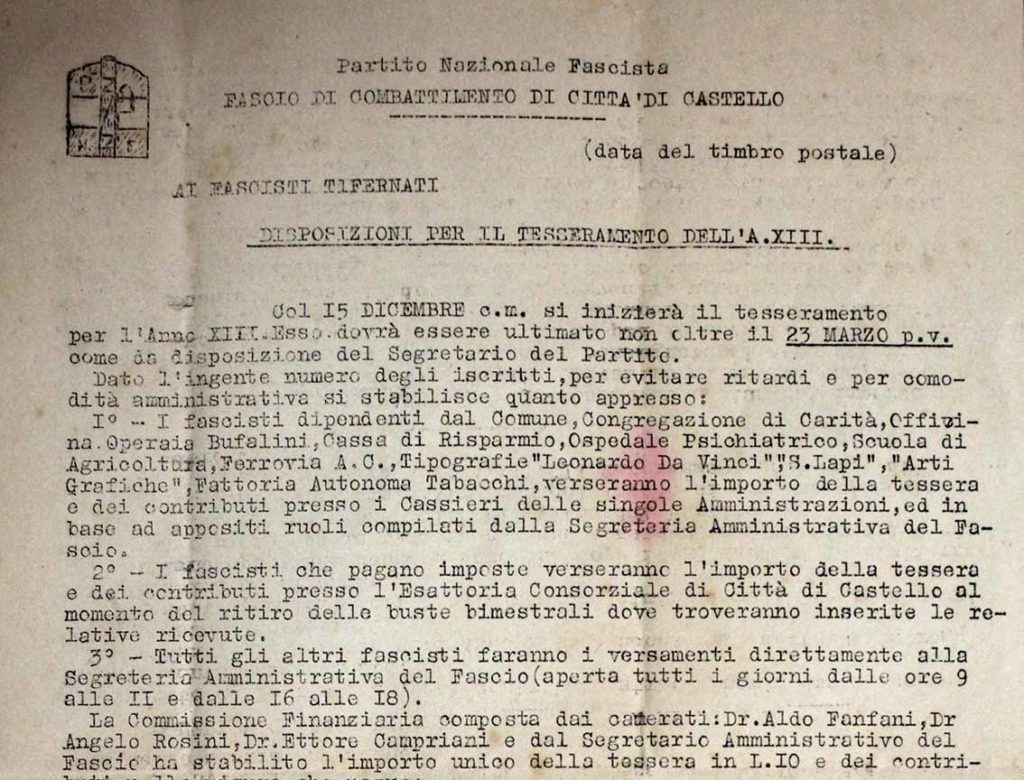 Partito Nazionale Fascista
FASCIO DI COMBATTILENTO DI CITTA'DI CASTELLO
(data del timbro postale)
AI FASCISTI TIFERNATI
DISPOSIZIONI PER IL TESSERAMENTO DELL'A.XIII.
Col I5 DICEMBRE c.m. si inizierà il tesseramento
per l'Anno XIII.Esso.dovrà essere ultimato non oltre il 23 MARZO p.v.
come da disposizione del Segretario del Partito.
Dato l'ingente numero degli iscritti,per evitare ritardi e per como-
dità amministrativa si stabilisce quanto appresso:
I° - I fascisti dipendenti dal Comune,Congregazione di Carità,Offivi-
na.Operaia Bufalini,Cassa di Risparmio,Ospedale Psichiatrico,Scuola di
Agricoltura,Ferrovia A.C.,Tipografie"Leonardo Da Vinci","S.Lapi","Arti
Grafiche",Fattoria Autonoma Tabacchi,verseranno l'importo della tessera
e dei contributi presso i Cassieri delle singole Amministrazioni,ed in
base ad appositi ruoli compilati dalla Segreteria Amministrativa del Fa-
scio.
2° - I fascisti che pagano imposte verseranno l'importo della tessera
e dei contributi presso l'Esattoria Consorziale di Città di Castello al
momento del ritiro delle buste bimestrali dove troveranno inserite le re-
lative ricevute.
3° - Tutti gli altri fascisti faranno i versamenti direttamente alla
Segreteria Amministrativa del Fascio(aperta tutti i giorni dalle ore 9
alle II e dalle I6 alle I8).
La Commissione Finanziaria composta dai camerati:Dr.Aldo Fanfani,Dr
Angelo Rosini,Dr.Ettore Campriani e dal Segretario Amministrativo del
Fascio ha stabilito l'importo unico della tessera in L.IO e dei contri-